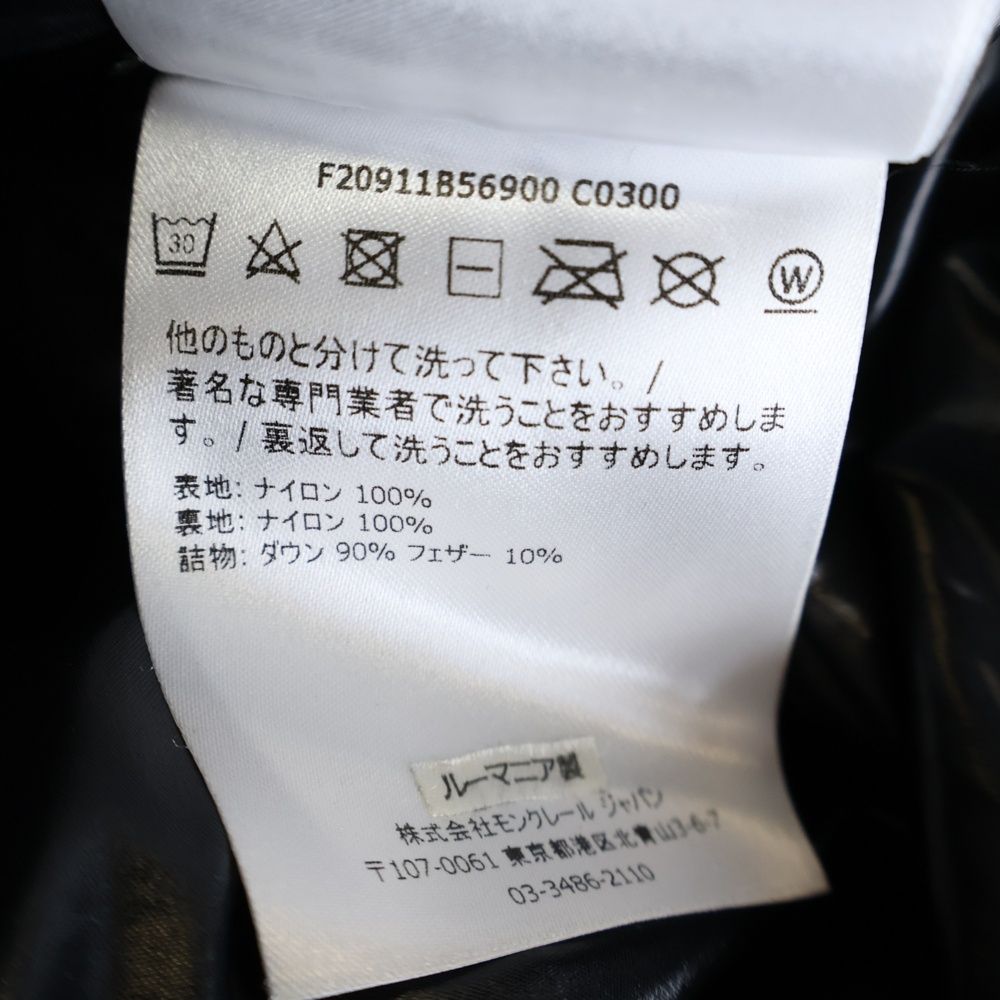 F20911B56900 C0300
30
W
他のものと分けて洗って下さい。/
著名な専門業者で洗うことをおすすめしま
す。/ 裏返して洗うことをおすすめします。
表地: ナイロン 100%
裏地: ナイロン 100%
詰物: ダウン 90% フェザー 10%
ルーマニア製
株式会社モンクレール ジャパン
〒107-0061 東京都港区北青山3-6-7
03-3486-2110